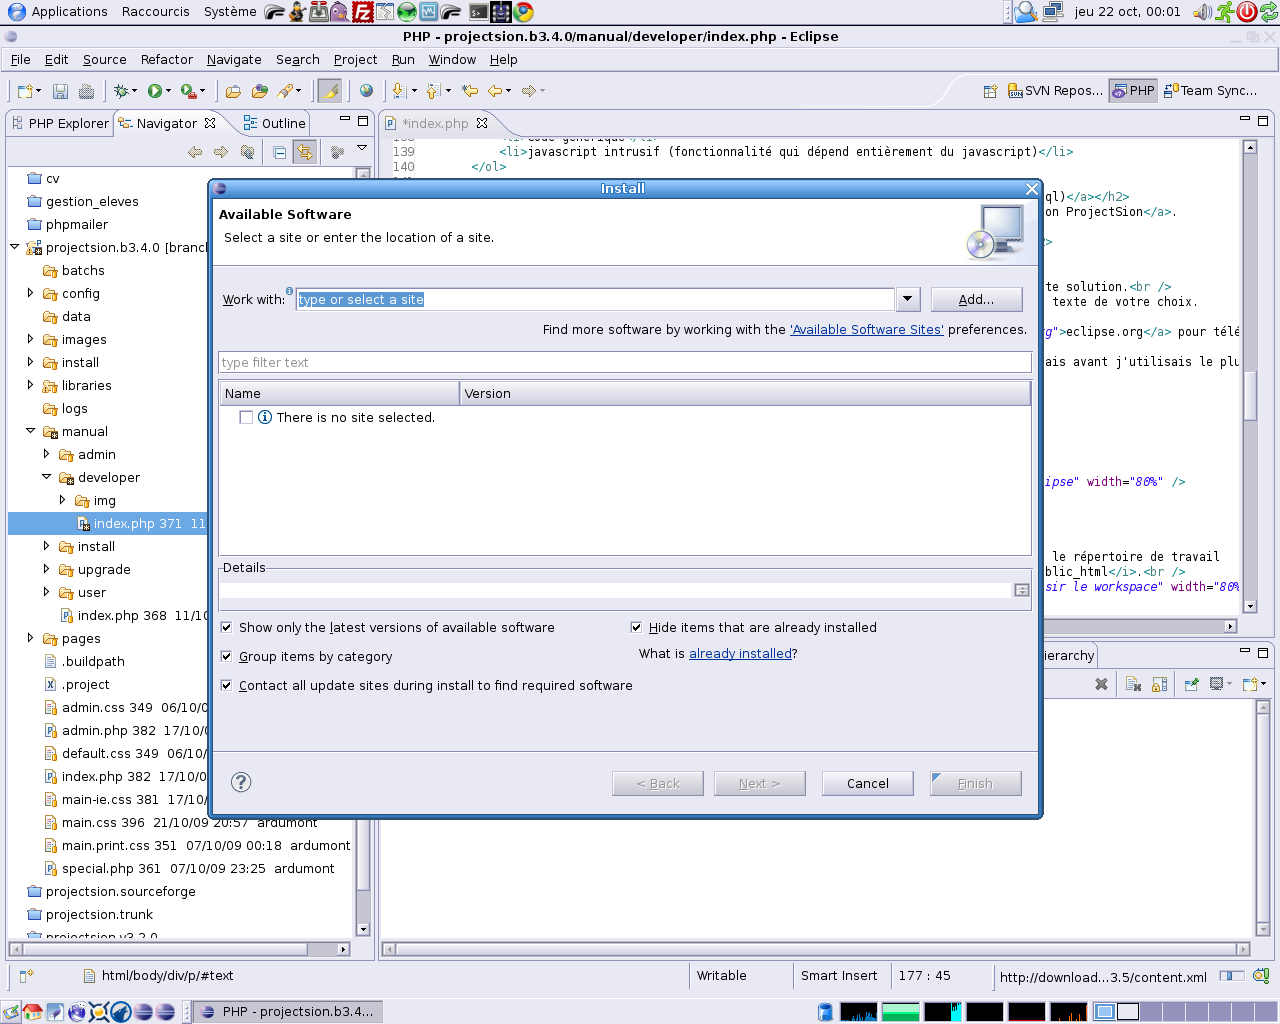 Applications Raccourcis Système jeu 22 oct, 00:01
PHP - projectsion.b3.4.0/manual/developer/index.php - Eclipse
File Edit Source Refactor Navigate Search Project Run Window Help
SVN Repos... PHP Team Sync...
PHP Explorer Navigator Outline
*index.php
139 <li>javascript intrusif (fonctionnalité qui dépend entièrement du javascript)</li>
140 </ol>
cv
gestion_eleves
phpmailer
projectsion.b3.4.0 [branch
batchs
config
data
images
install
libraries
logs
manual
admin
developer
img
index.php 371 11
install
upgrade
user
index.php 368 11/10
pages
.buildpath
.project
admin.css 349 06/10/0
admin.php 382 17/10/0
default.css 349 06/10/
index.php 382 17/10/0
main-ie.css 381 17/10/
main.css 396 21/10/09 20:57 ardumont
main.print.css 351 07/10/09 00:18 ardumont
special.php 361 07/10/09 23:25 ardumont
projectsion.sourceforge
projectsion.trunk
projectsion.v3.2.0
Install
Available Software
Select a site or enter the location of a site.
Work with: type or select a site Add...
Find more software by working with the 'Available Software Sites' preferences.
type filter text
Name Version
There is no site selected.
Details
Show only the latest versions of available software
Hide items that are already installed
Group items by category
What is already installed?
Contact all update sites during install to find required software
< Back Next > Cancel Finish
ql)</a></h2>
on ProjectSion</a>.
>
te solution.<br />
texte de votre choix.
rg">eclipse.org</a> pour télé
ais avant j'utilisais le plu
ipse" width="80%" />
le répertoire de travail
blic_html</i>.<br />
sir le workspace" width="80%
ierarchy
html/body/div/p/#text Writable Smart Insert 177 : 45 http://download...3.5/content.xml
PHP - projectsion.b3.4...